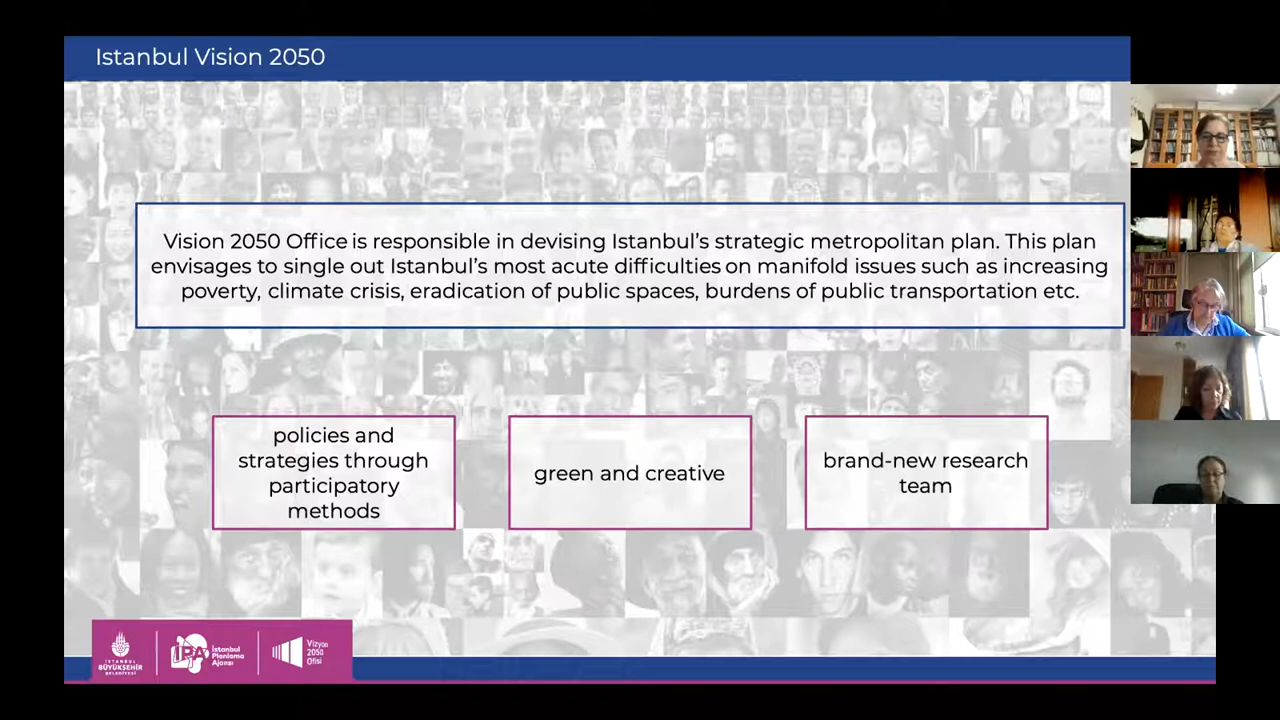 Istanbul Vision 2050
Vision 2050 Office is responsible in devising Istanbul's strategic metropolitan plan. This plan
envisages to single out Istanbul's most acute difficulties on manifold issues such as increasing
poverty, climate crisis, eradication of public spaces, burdens of public transportation etc.
policies and
strategies through
participatory
methods
green and creative
brand-new research
team
İSTANBUL
BÜYÜKŞEHİR
BELEDİYESİ
İPA
İstanbul
Planlama
Ajansı
Vizyon
2050
Ofisi